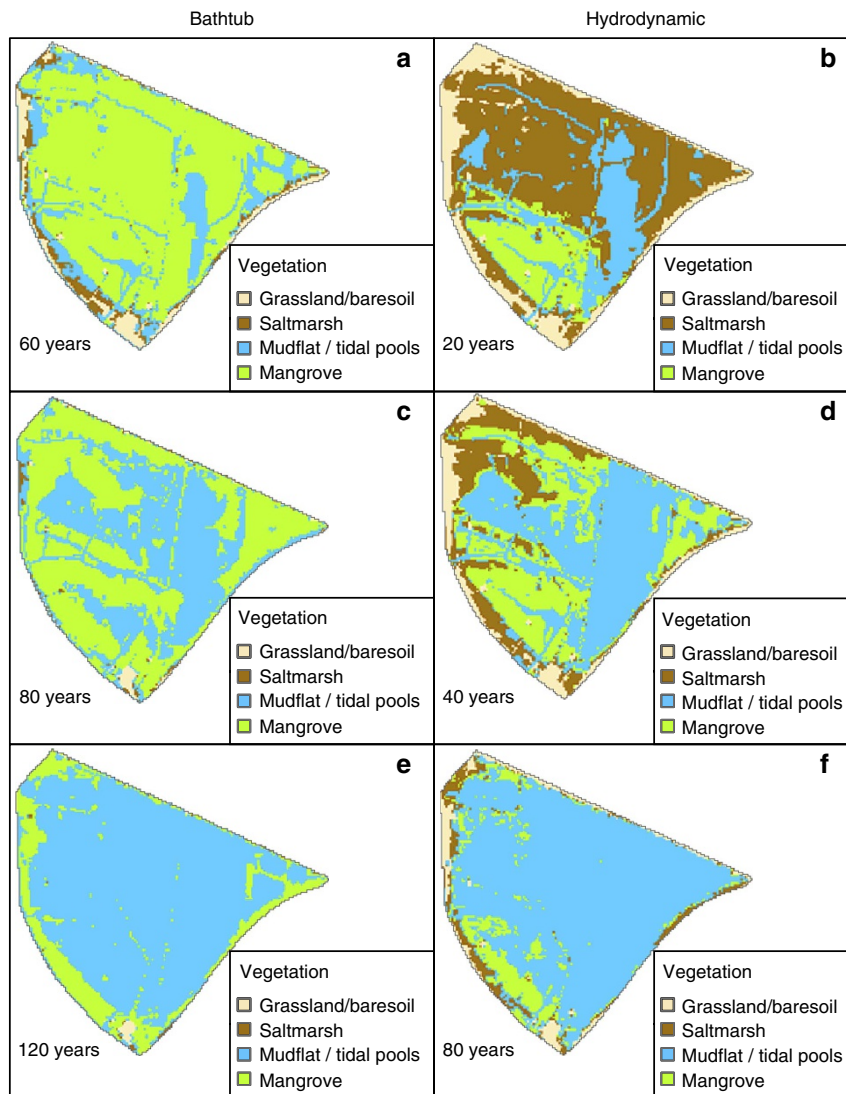 Bathtub
Hydrodynamic
a
Vegetation
Grassland/baresoil
Saltmarsh
Mudflat / tidal pools
Mangrove
60 years
b
Vegetation
Grassland/baresoil
Saltmarsh
Mudflat / tidal pools
Mangrove
20 years
c
Vegetation
Grassland/baresoil
Saltmarsh
Mudflat / tidal pools
Mangrove
80 years
d
Vegetation
Grassland/baresoil
Saltmarsh
Mudflat / tidal pools
Mangrove
40 years
e
Vegetation
Grassland/baresoil
Saltmarsh
Mudflat / tidal pools
Mangrove
120 years
f
Vegetation
Grassland/baresoil
Saltmarsh
Mudflat / tidal pools
Mangrove
80 years